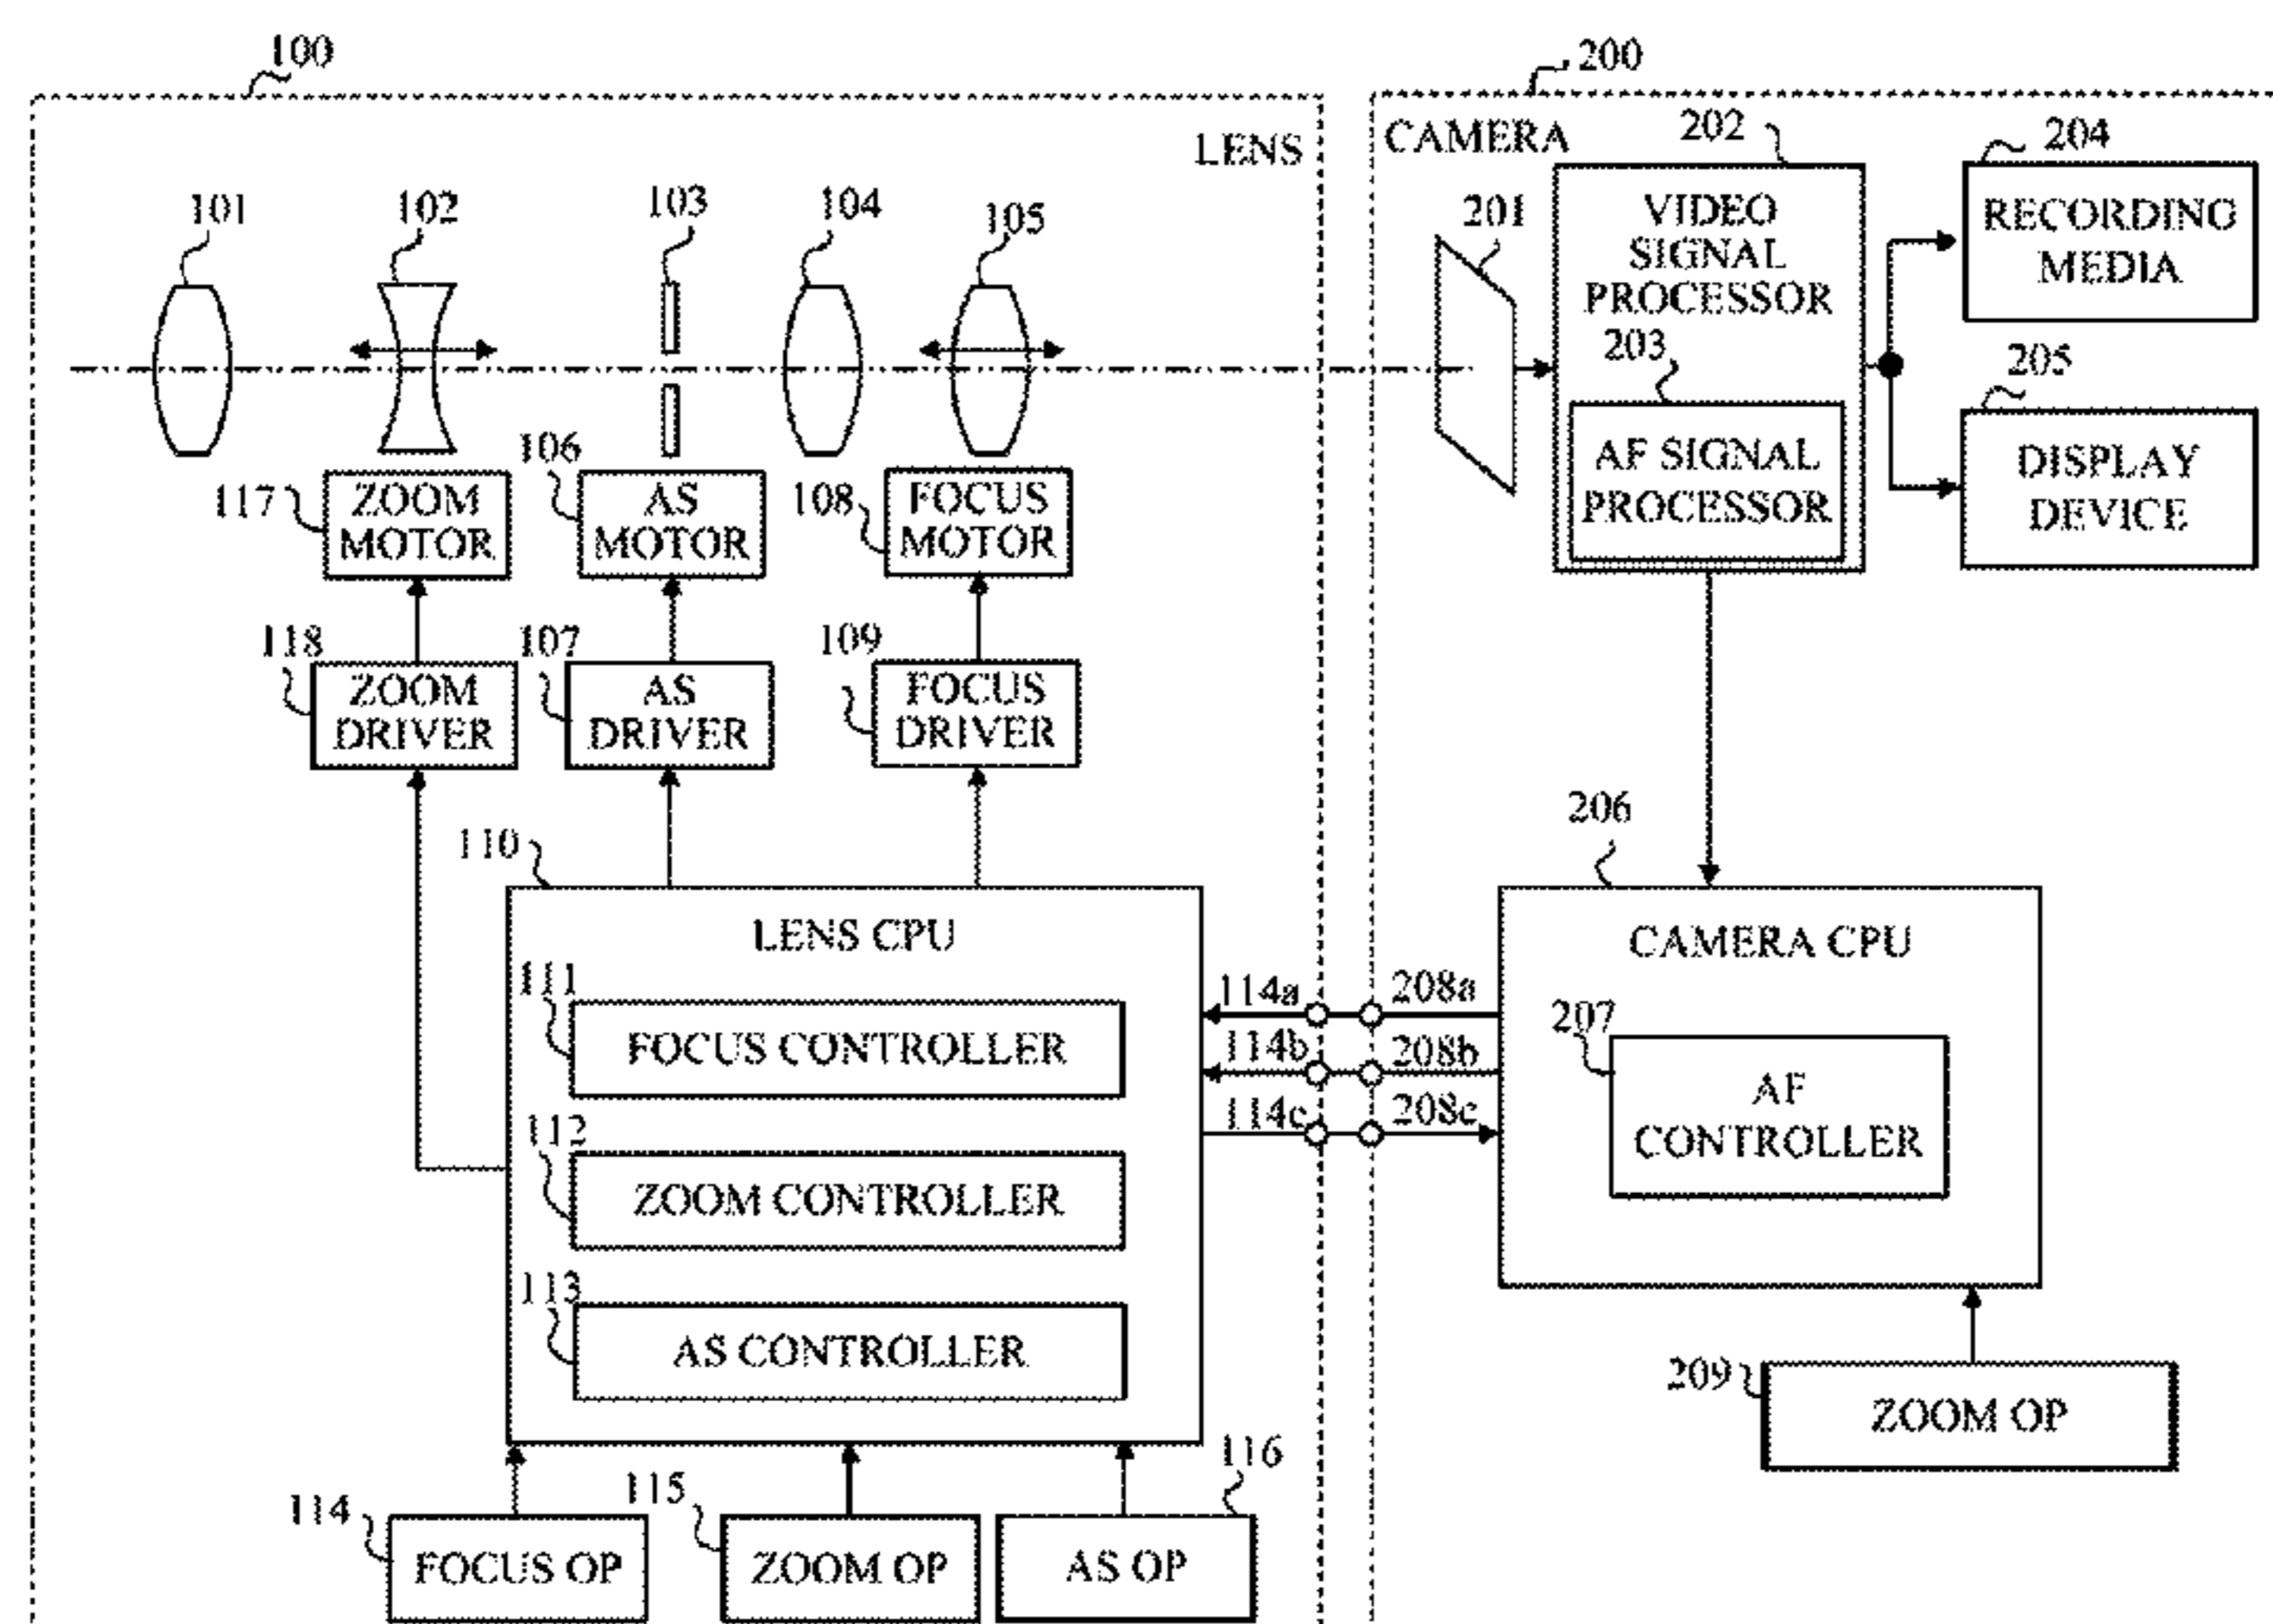 100
200
LENS
CAMERA
101
102
103
104
105
201
202
VIDEO
SIGNAL
PROCESSOR
203
AF SIGNAL
PROCESSOR
204
RECORDING
MEDIA
205
DISPLAY
DEVICE
117
ZOOM
MOTOR
106
AS
MOTOR
108
FOCUS
MOTOR
118
ZOOM
DRIVER
107
AS
DRIVER
109
FOCUS
DRIVER
110
LENS CPU
111
FOCUS CONTROLLER
112
ZOOM CONTROLLER
113
AS CONTROLLER
114a
208a
114b
208b
114c
208c
206
CAMERA CPU
207
AF
CONTROLLER
209
ZOOM OP
114
FOCUS OP
115
ZOOM OP
116
AS OP